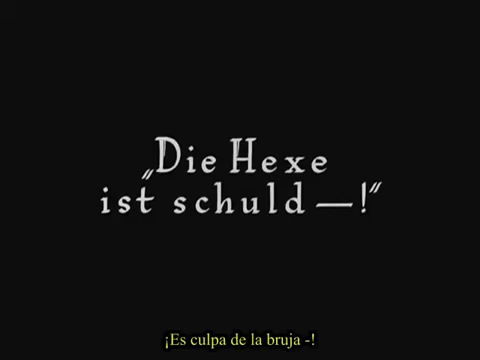 „Die Hexe
ist schuld —!“
¡Es culpa de la bruja -!